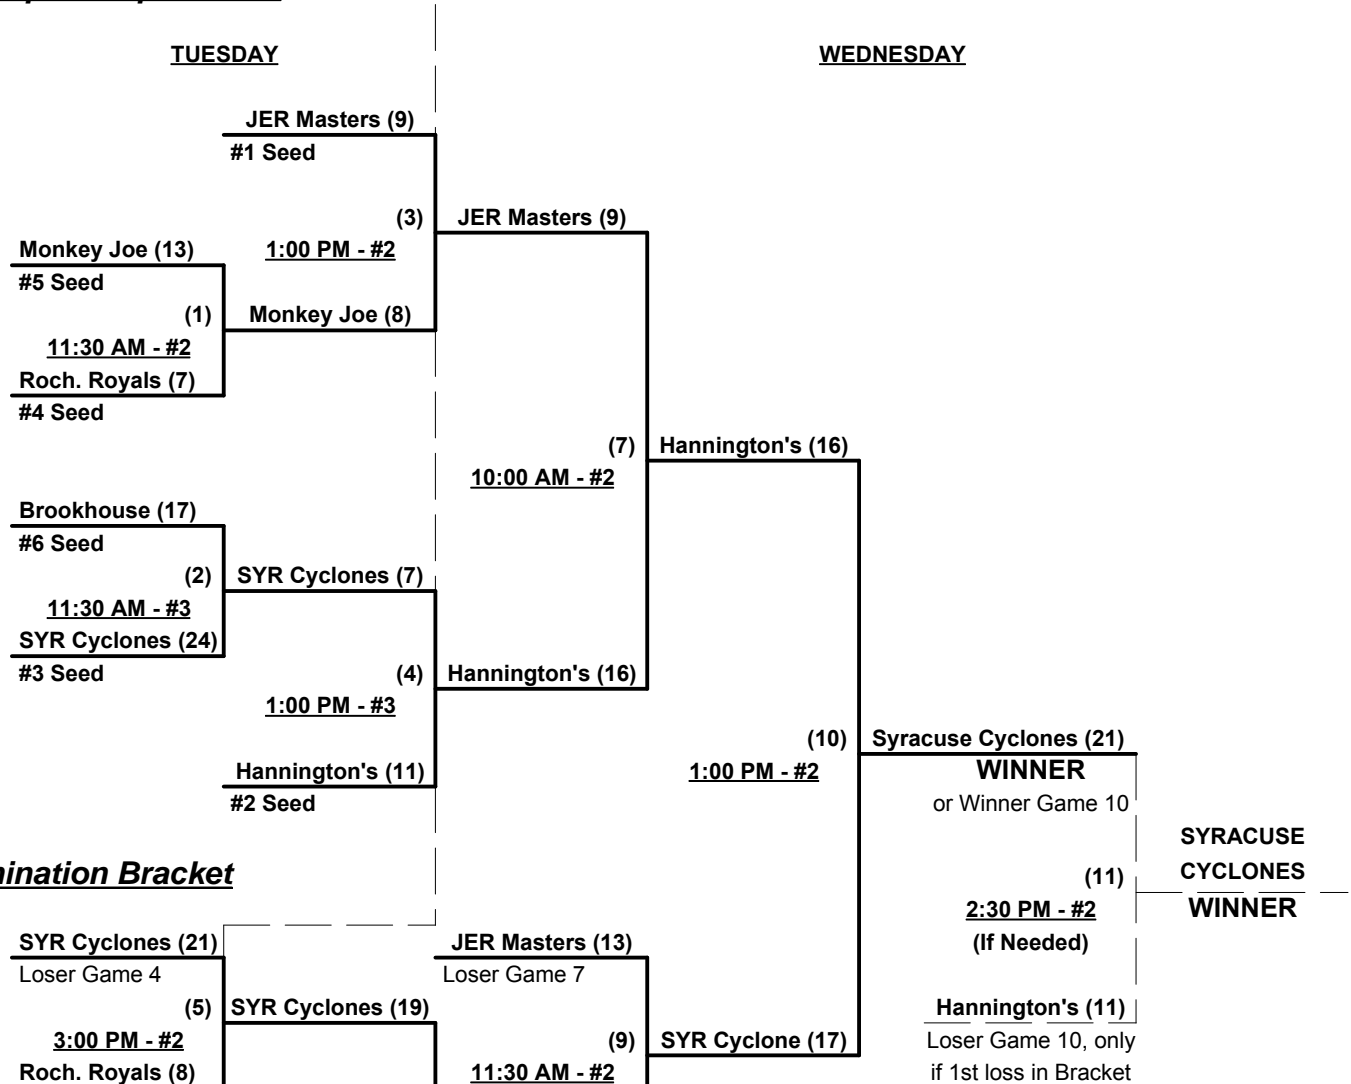 TUESDAY
WEDNESDAY
JER Masters (9)
#1 Seed
(3)
JER Masters (9)
Monkey Joe (13)
1:00 PM - #2
#5 Seed
(1)
Monkey Joe (8)
11:30 AM - #2
Roch. Royals (7)
#4 Seed
(7)
Hannington's (16)
10:00 AM - #2
Brookhouse (17)
#6 Seed
(2)
SYR Cyclones (7)
11:30 AM - #3
SYR Cyclones (24)
#3 Seed
(4)
Hannington's (16)
1:00 PM - #3
(10)
Syracuse Cyclones (21)
Hannington's (11)
1:00 PM - #2
WINNER
#2 Seed
or Winner Game 10
SYRACUSE
CYCLONES
mination Bracket
(11)
2:30 PM - #2
WINNER
(If Needed)
SYR Cyclones (21)
JER Masters (13)
Loser Game 4
Loser Game 7
(5)
SYR Cyclones (19)
Hannington's (11)
3:00 PM - #2
(9)
SYR Cyclone (17)
Loser Game 10, only
Roch. Royals (8)
11:30 AM - #2
if 1st loss in Bracket